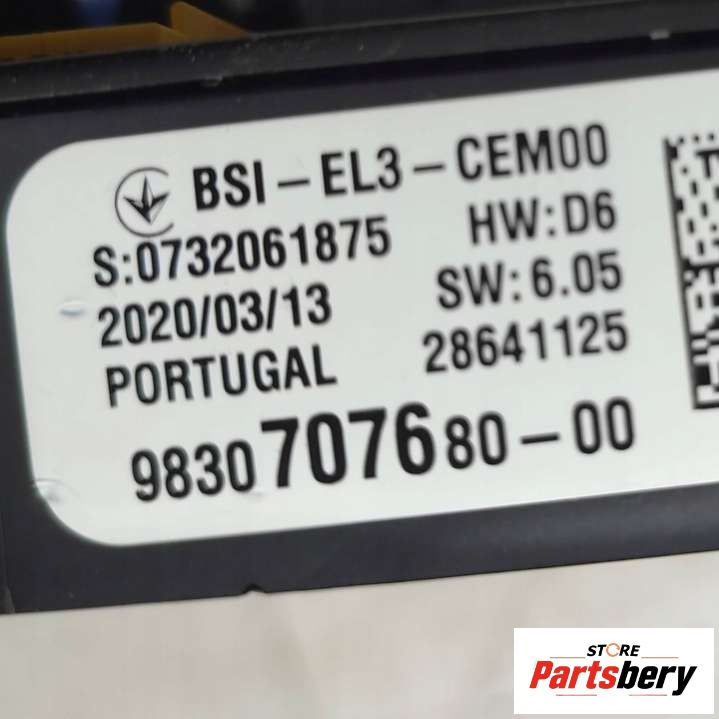 BSI-EL3-CEM00
S:0732061875 HW:D6
2020/03/13 SW:6.05
PORTUGAL 28641125
9830707680-00
STORE
Partsbery